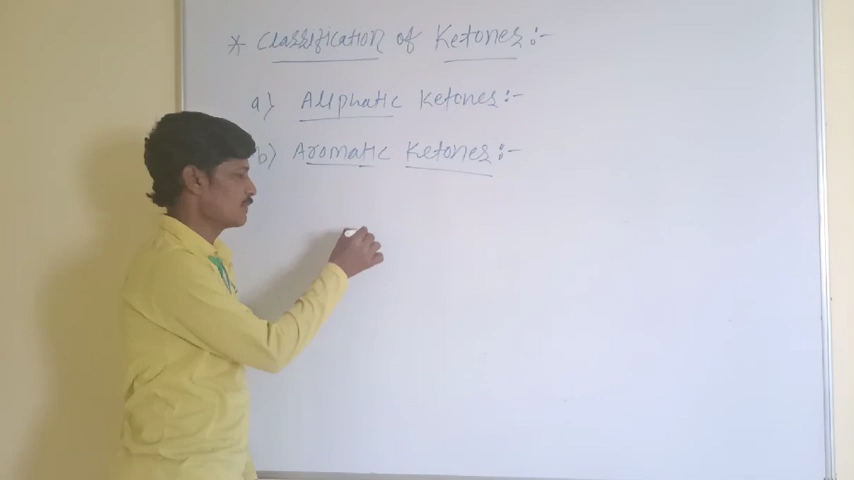 * Classification of Ketones:-
a) Aliphatic Ketones:-
b) Aromatic Ketones:-